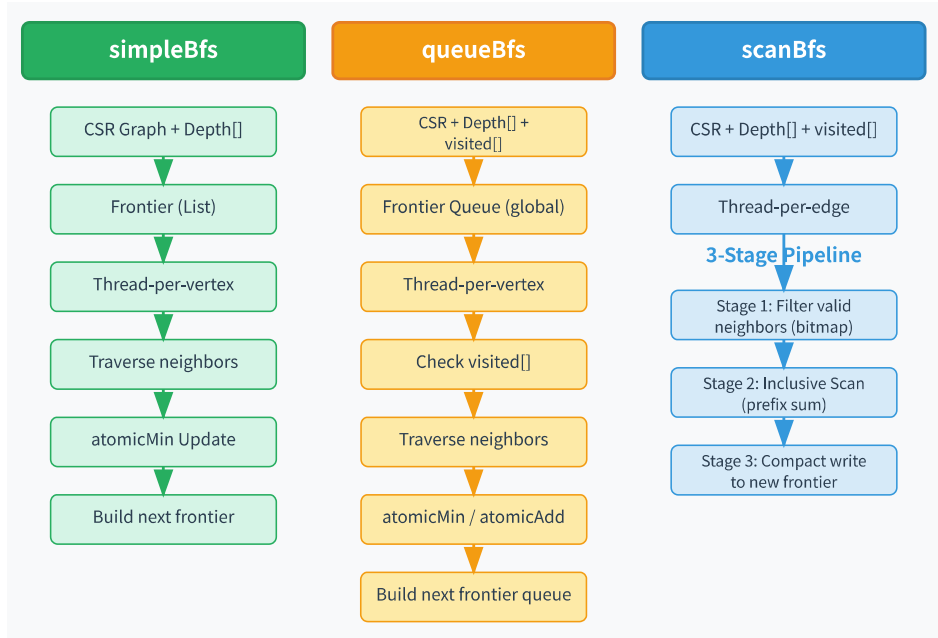 simpleBfs
CSR Graph + Depth[]
Frontier (List)
Thread-per-vertex
Traverse neighbors
atomicMin Update
Build next frontier
queueBfs
CSR + Depth[] +
visited[]
Frontier Queue (global)
Thread-per-vertex
Check visited[]
Traverse neighbors
atomicMin / atomicAdd
Build next frontier queue
scanBfs
CSR + Depth[] + visited[]
Thread-per-edge
3-Stage Pipeline
Stage 1: Filter valid
neighbors (bitmap)
Stage 2: Inclusive Scan
(prefix sum)
Stage 3: Compact write
to new frontier